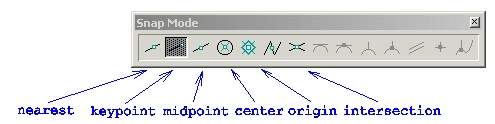 Snap Mode
nearest keypoint midpoint center origin intersection